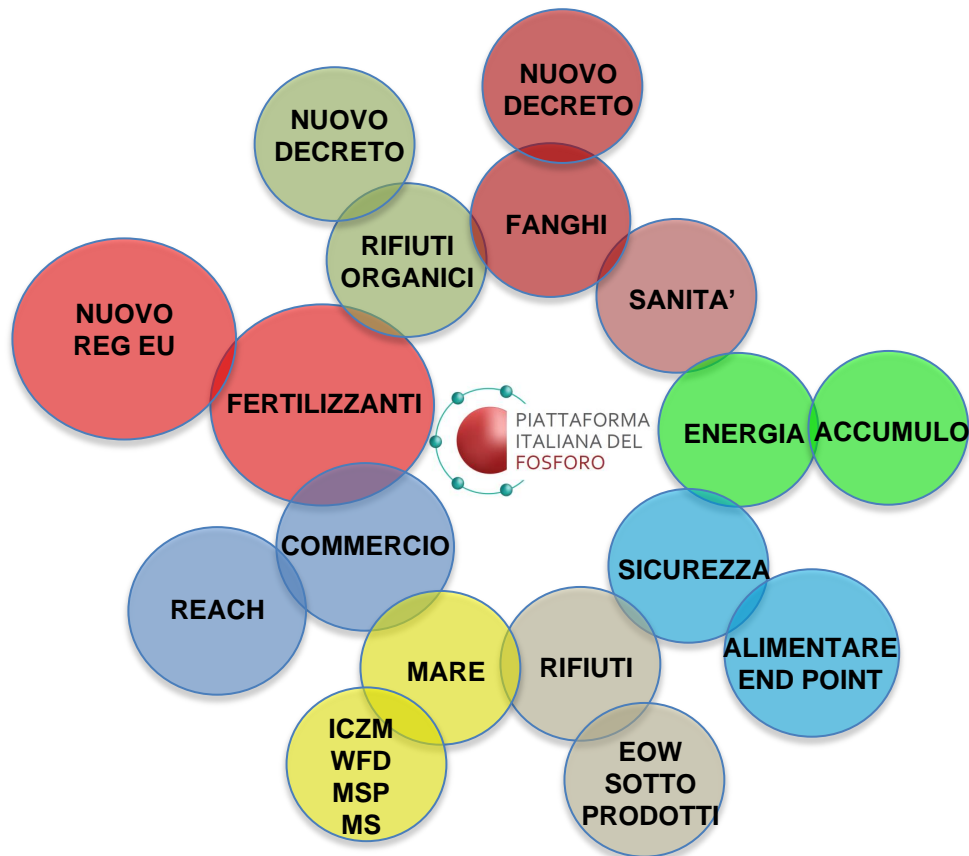 NUOVO
DECRETO
NUOVO
DECRETO
FANGHI
RIFIUTI
ORGANICI
SANITA’
NUOVO
REG EU
FERTILIZZANTI
PIATTAFORMA
ITALIANA DEL
FOSFORO
ENERGIA
ACCUMULO
COMMERCIO
SICUREZZA
REACH
ALIMENTARE
END POINT
MARE
RIFIUTI
ICZM
WFD
MSP
MS
EOW
SOTTO
PRODOTTI